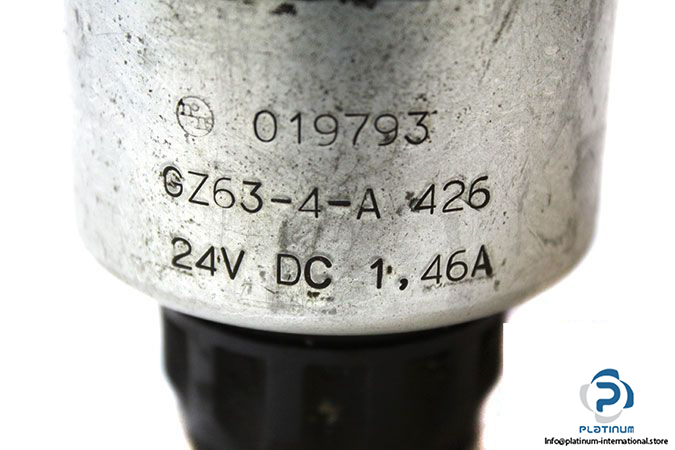 019793
GZ63-4-A 426
24V DC 1,46A
PLATINUM
info@platinum-international.store